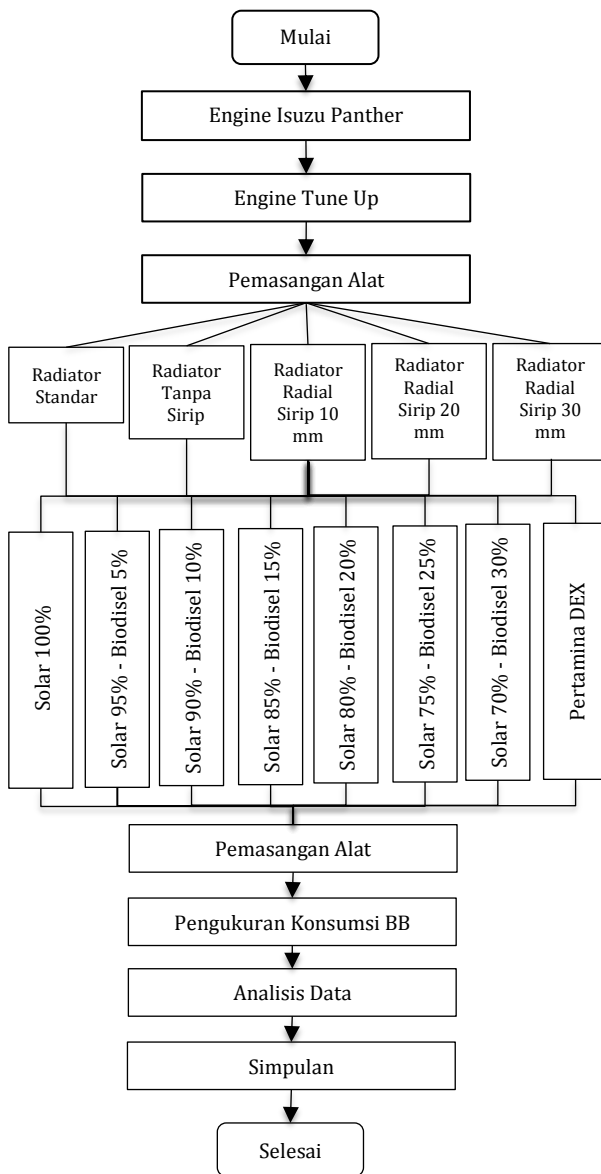 Mulai
Engine Isuzu Panther
Engine Tune Up
Pemasangan Alat
Radiator
Standar
Radiator
Tanpa
Sirip
Radiator
Radial
Sirip 10
mm
Radiator
Radial
Sirip 20
mm
Radiator
Radial
Sirip 30
mm
Solar 100%
Solar 95% - Biodisel 5%
Solar 90% - Biodisel 10%
Solar 85% - Biodisel 15%
Solar 80% - Biodisel 20%
Solar 75% - Biodisel 25%
Solar 70% - Biodisel 30%
Pertamina DEX
Pemasangan Alat
Pengukuran Konsumsi BB
Analisis Data
Simpulan
Selesai